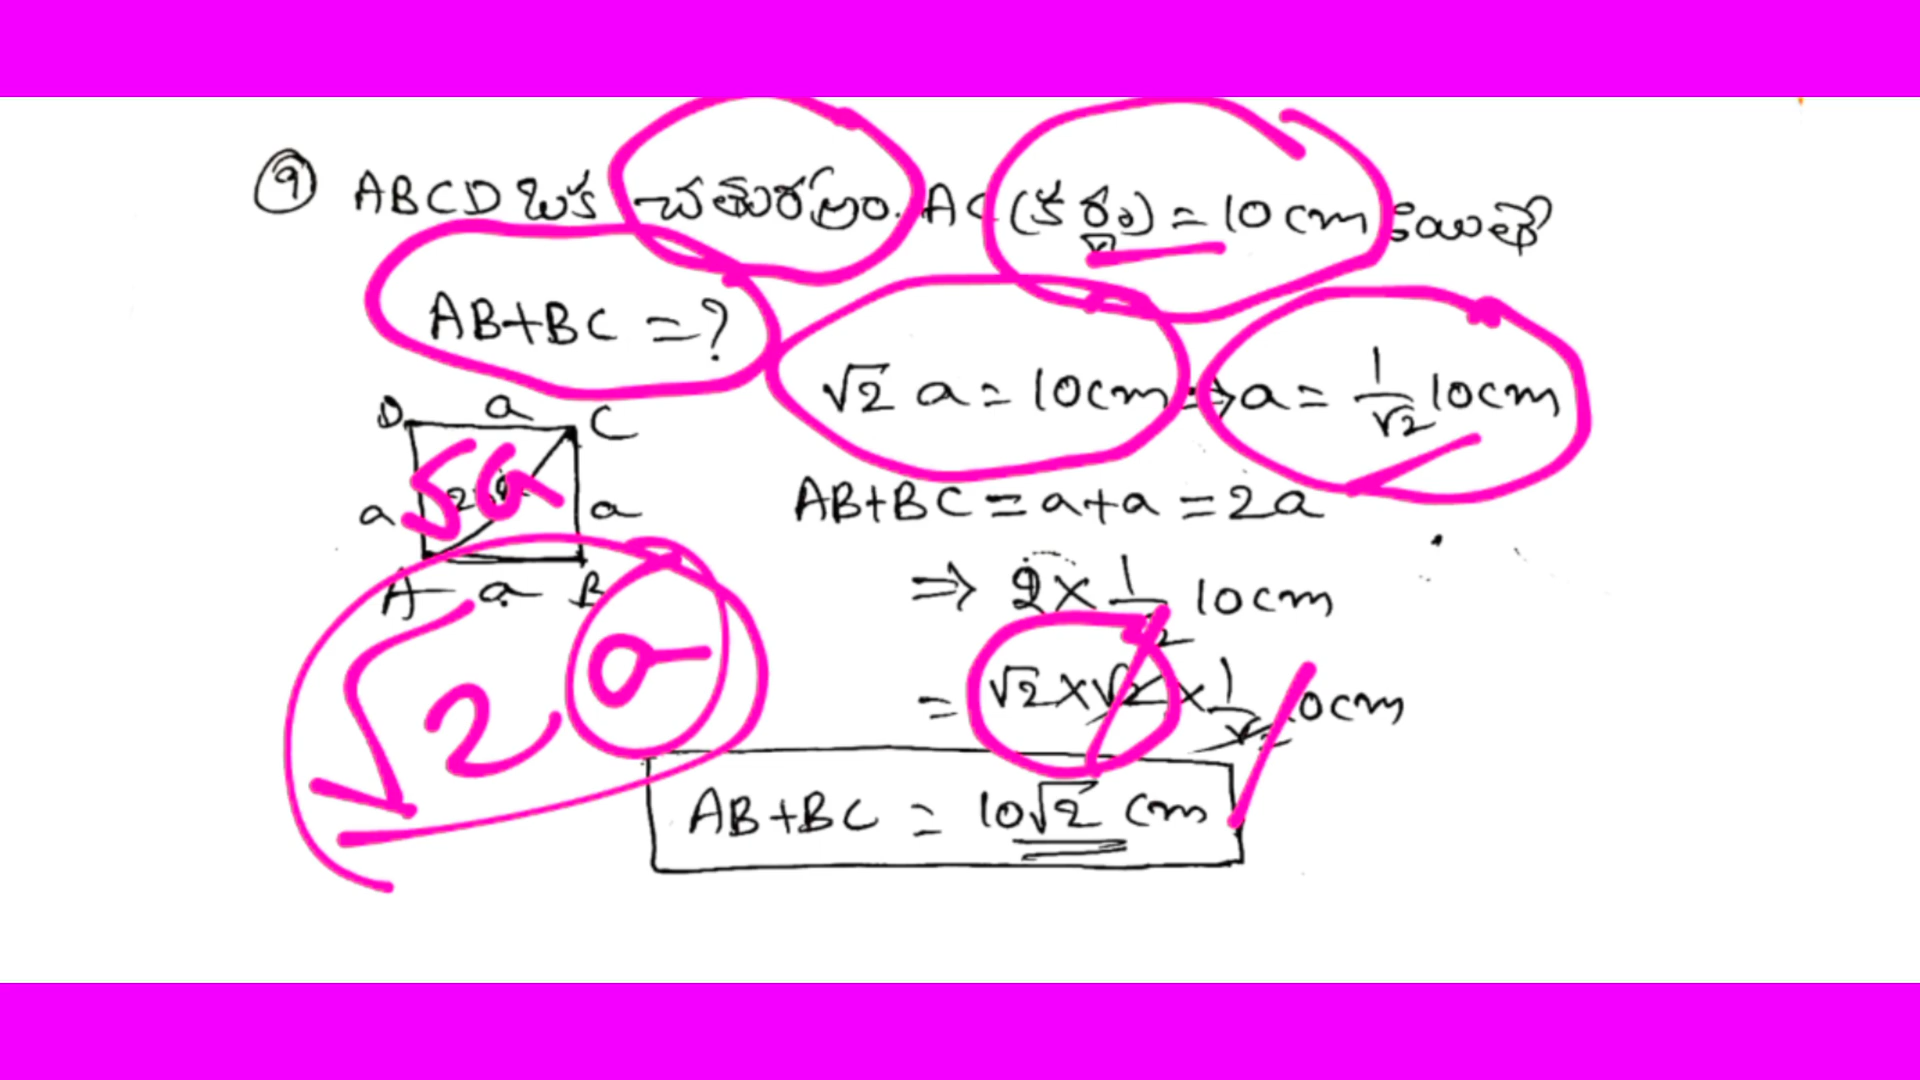 9 ABCD ఒక చతురస్రం. AC (కర్ణం) = 10 cm అయితే
AB+BC = ?
√2 a = 10cm ⇒ a = 1/√2 10cm
D a C
a a
A a B
√2 a
AB+BC = a+a = 2a
⇒ 2 × 1/√2 10cm
= √2 × √2 × 1/√2 10cm
AB+BC = 10√2 cm